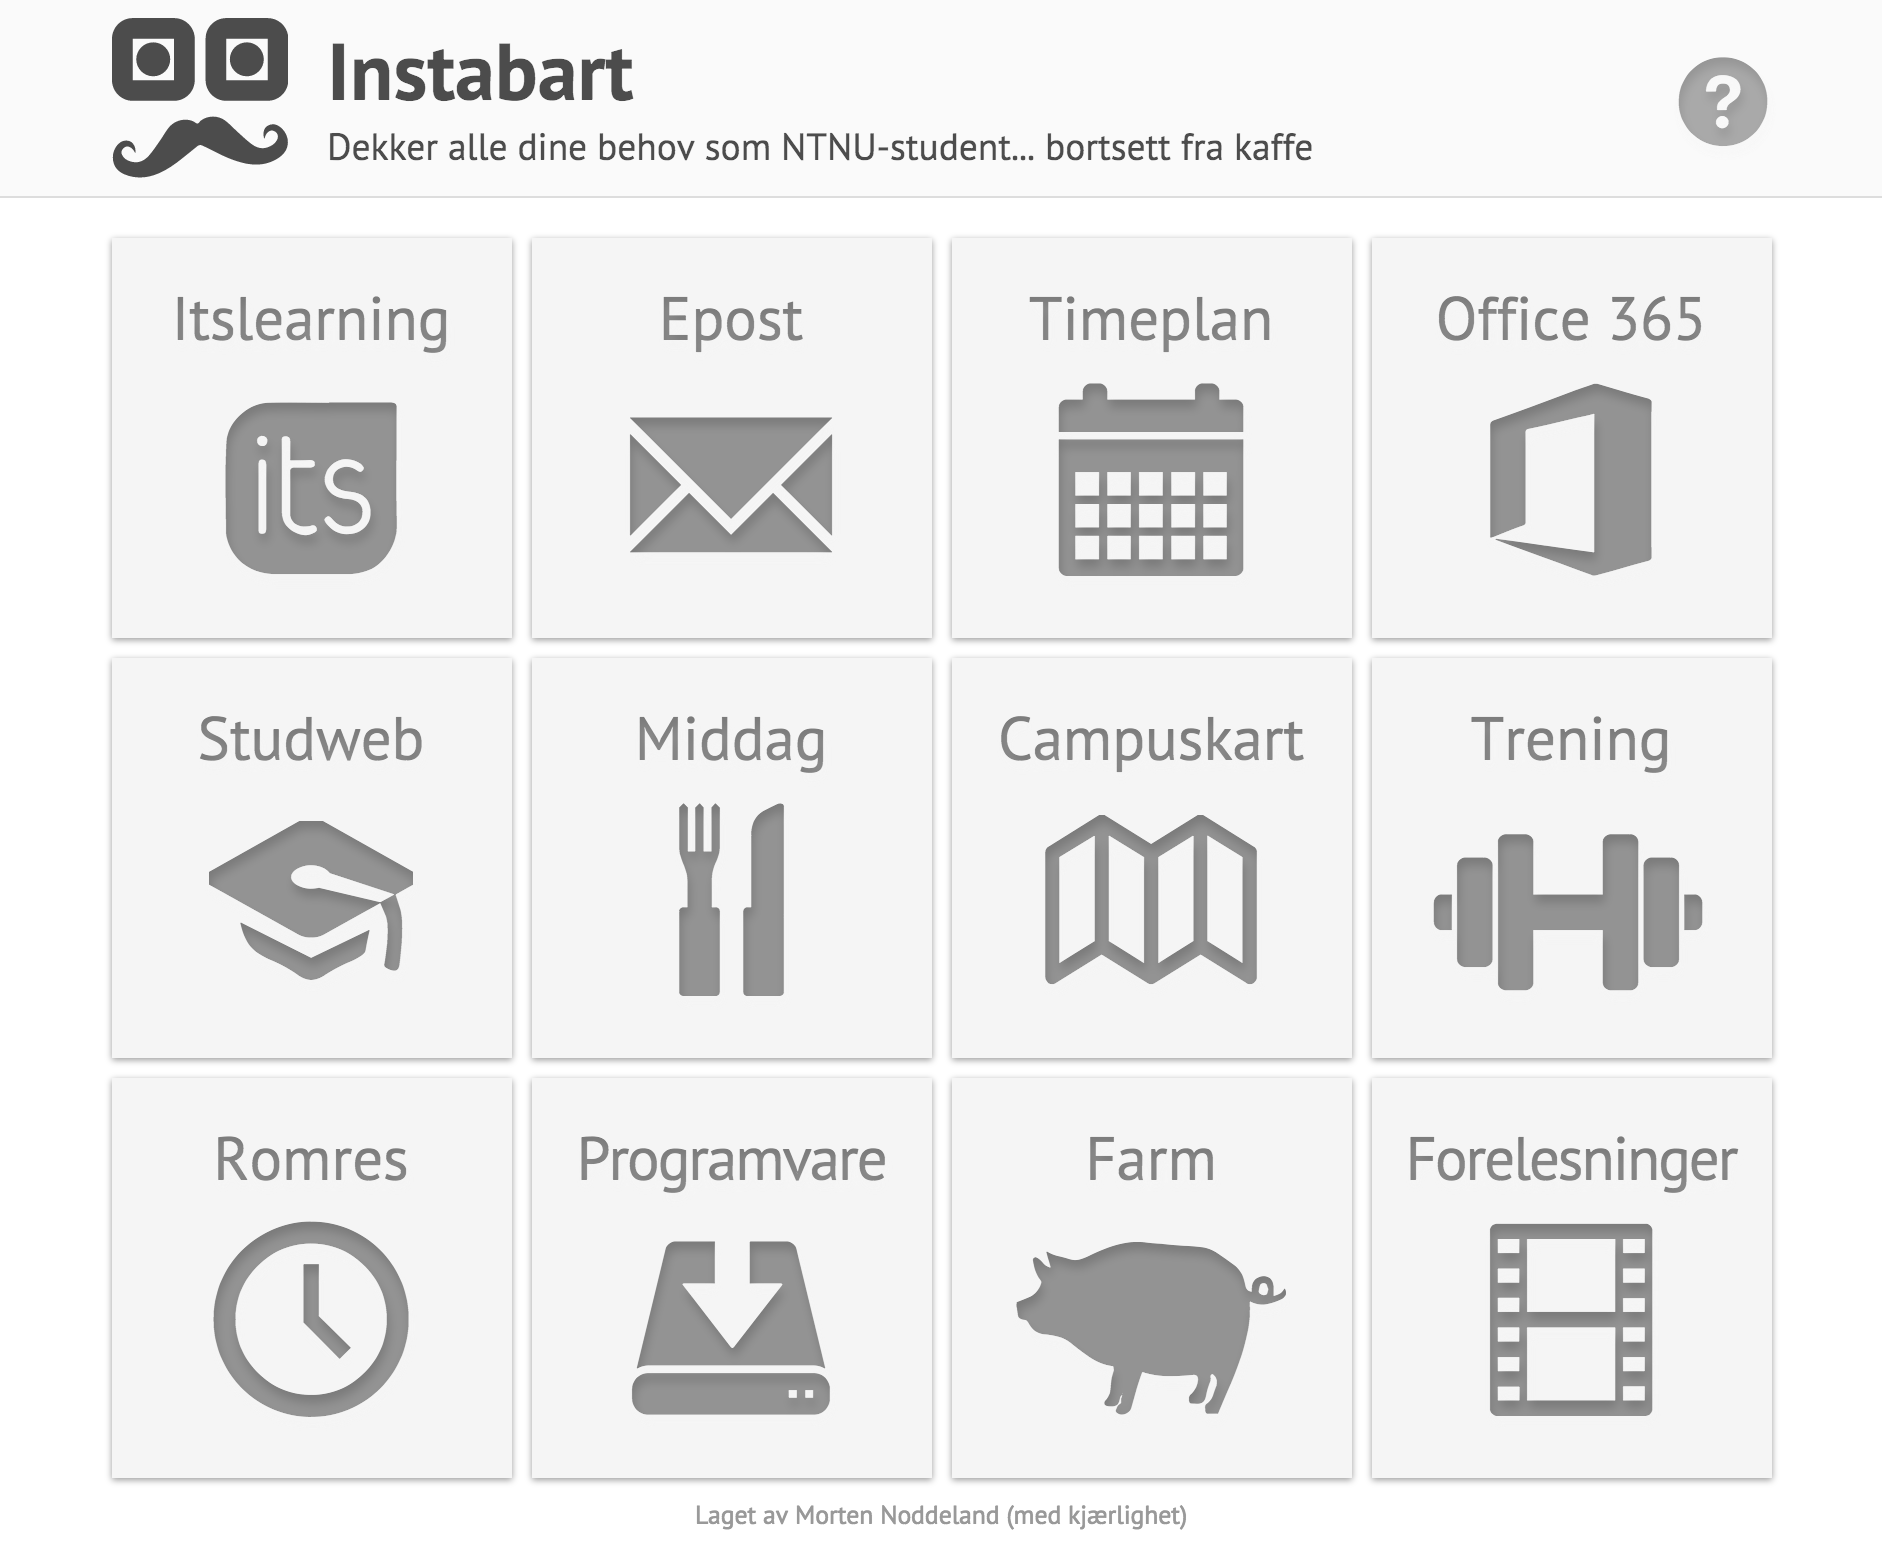 Instabart
?
Dekker alle dine behov som NTNU-student... bortsett fra kaffe
Itslearning
its
Epost
Timeplan
Office 365
Studweb
Middag
Campuskart
Trening
Romres
Programvare
Farm
Forelesninger
Laget av Morten Noddeland (med kjærlighet)